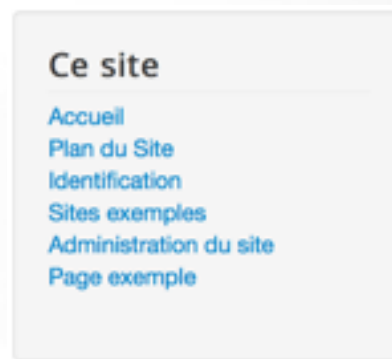 Ce site
Accueil
Plan du Site
Identification
Sites exemples
Administration du site
Page exemple